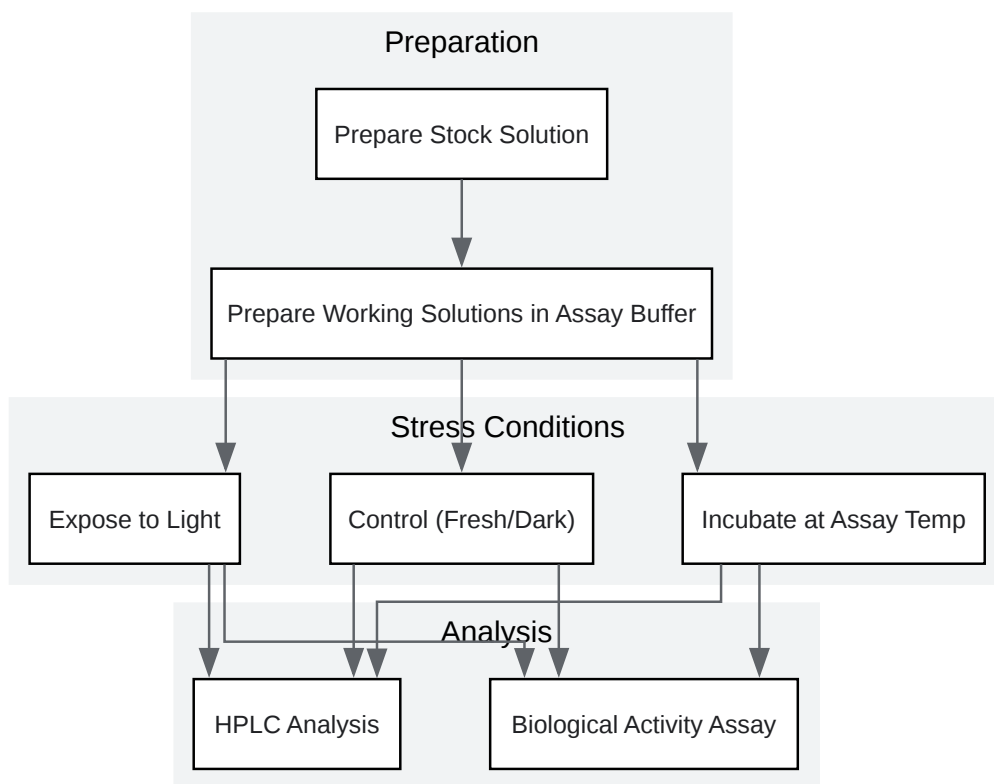 Preparation
Prepare Stock Solution
Prepare Working Solutions in Assay Buffer
Stress Conditions
Expose to Light
Control (Fresh/Dark)
Incubate at Assay Temp
Analysis
HPLC Analysis
Biological Activity Assay